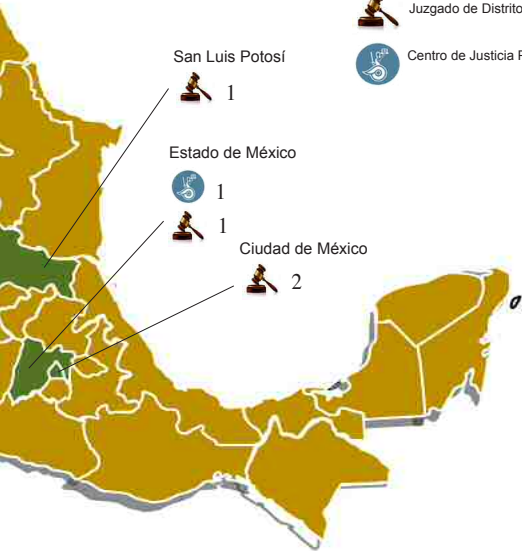 Juzgado de Distrito
Centro de Justicia
San Luis Potosí
1
Estado de México
1
1
Ciudad de México
2